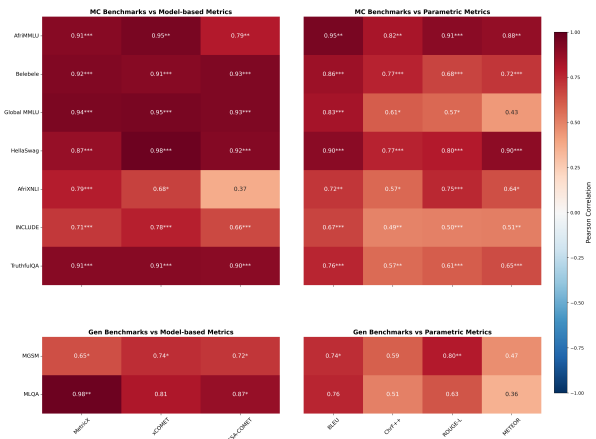 MC Benchmarks vs Model-based Metrics
MC Benchmarks vs Parametric Metrics
AfriMMLU 0.91*** 0.95** 0.79** 0.95** 0.82** 0.91*** 0.88**
Belebele 0.92*** 0.91*** 0.93*** 0.86*** 0.77*** 0.68*** 0.72***
Global MMLU 0.94*** 0.95*** 0.93*** 0.83*** 0.61* 0.57* 0.43
HellaSwag 0.87*** 0.98*** 0.92*** 0.90*** 0.77*** 0.80*** 0.90***
AfriXNLI 0.79*** 0.68* 0.37 0.72** 0.57* 0.75*** 0.64*
INCLUDE 0.71*** 0.78*** 0.66*** 0.67*** 0.49** 0.50*** 0.51**
TruthfulQA 0.91*** 0.91*** 0.90*** 0.76*** 0.57** 0.61*** 0.65***
Gen Benchmarks vs Model-based Metrics
Gen Benchmarks vs Parametric Metrics
MGSM 0.65* 0.74* 0.72* 0.74* 0.59 0.80** 0.47
MLQA 0.98** 0.81 0.87* 0.76 0.51 0.63 0.36
MetricX xCOMET SA-COMET BLEU ChrF++ ROUGE-L METEOR
1.00
0.75
0.50
0.25
0.00
−0.25
−0.50
−0.75
−1.00
Pearson Correlation